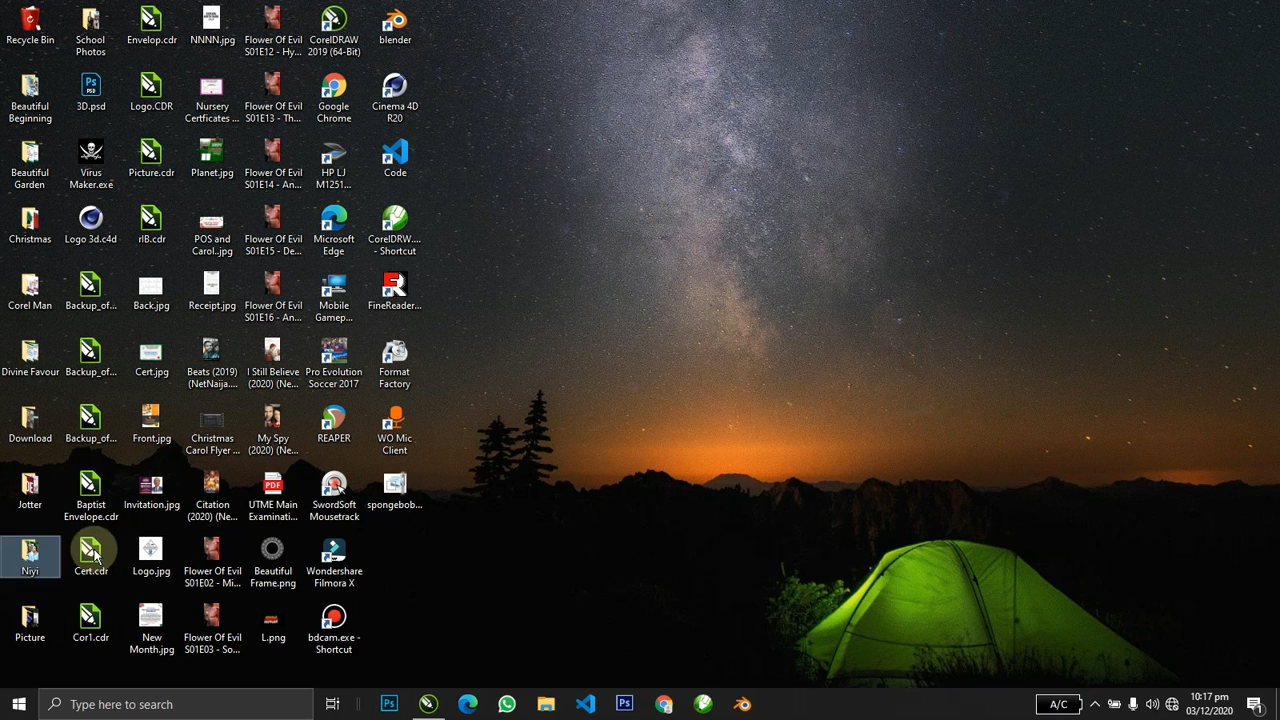 Recycle Bin
School
Photos
Envelop.cdr
NNNN.jpg
Flower Of Evil
S01E12 - Hy...
CorelDRAW
2019 (64-Bit)
blender
Beautiful
Beginning
3D.psd
Logo.CDR
Nursery
Certficates ...
Flower Of Evil
S01E13 - Th...
Google
Chrome
Cinema 4D
R20
Beautiful
Garden
Virus
Maker.exe
Picture.cdr
Planet.jpg
Flower Of Evil
S01E14 - An...
HP LJ
M1251...
Code
Christmas
Logo 3d.c4d
rIB.cdr
POS and
Carol..jpg
Flower Of Evil
S01E15 - De...
Microsoft
Edge
CorelDRW....
- Shortcut
Corel Man
Backup_of...
Back.jpg
Receipt.jpg
Flower Of Evil
S01E16 - An...
Mobile
Gamep...
FineReader...
Divine Favour
Backup_of...
Cert.jpg
Beats (2019)
(NetNaija....
I Still Believe
(2020) (Ne...
Pro Evolution
Soccer 2017
Format
Factory
Download
Backup_of...
Front.jpg
Christmas
Carol Flyer ...
My Spy
(2020) (Ne...
REAPER
WO Mic
Client
Jotter
Baptist
Envelope.cdr
Invitation.jpg
Citation
(2020) (Ne...
UTME Main
Examinati...
SwordSoft
Mousetrack
spongebob...
Niyi
Cert.cdr
Logo.jpg
Flower Of Evil
S01E02 - Mi...
Beautiful
Frame.png
Wondershare
Filmora X
Picture
Cor1.cdr
New
Month.jpg
Flower Of Evil
S01E03 - So...
L.png
bdcam.exe -
Shortcut
Type here to search
A/C
10:17 pm
03/12/2020